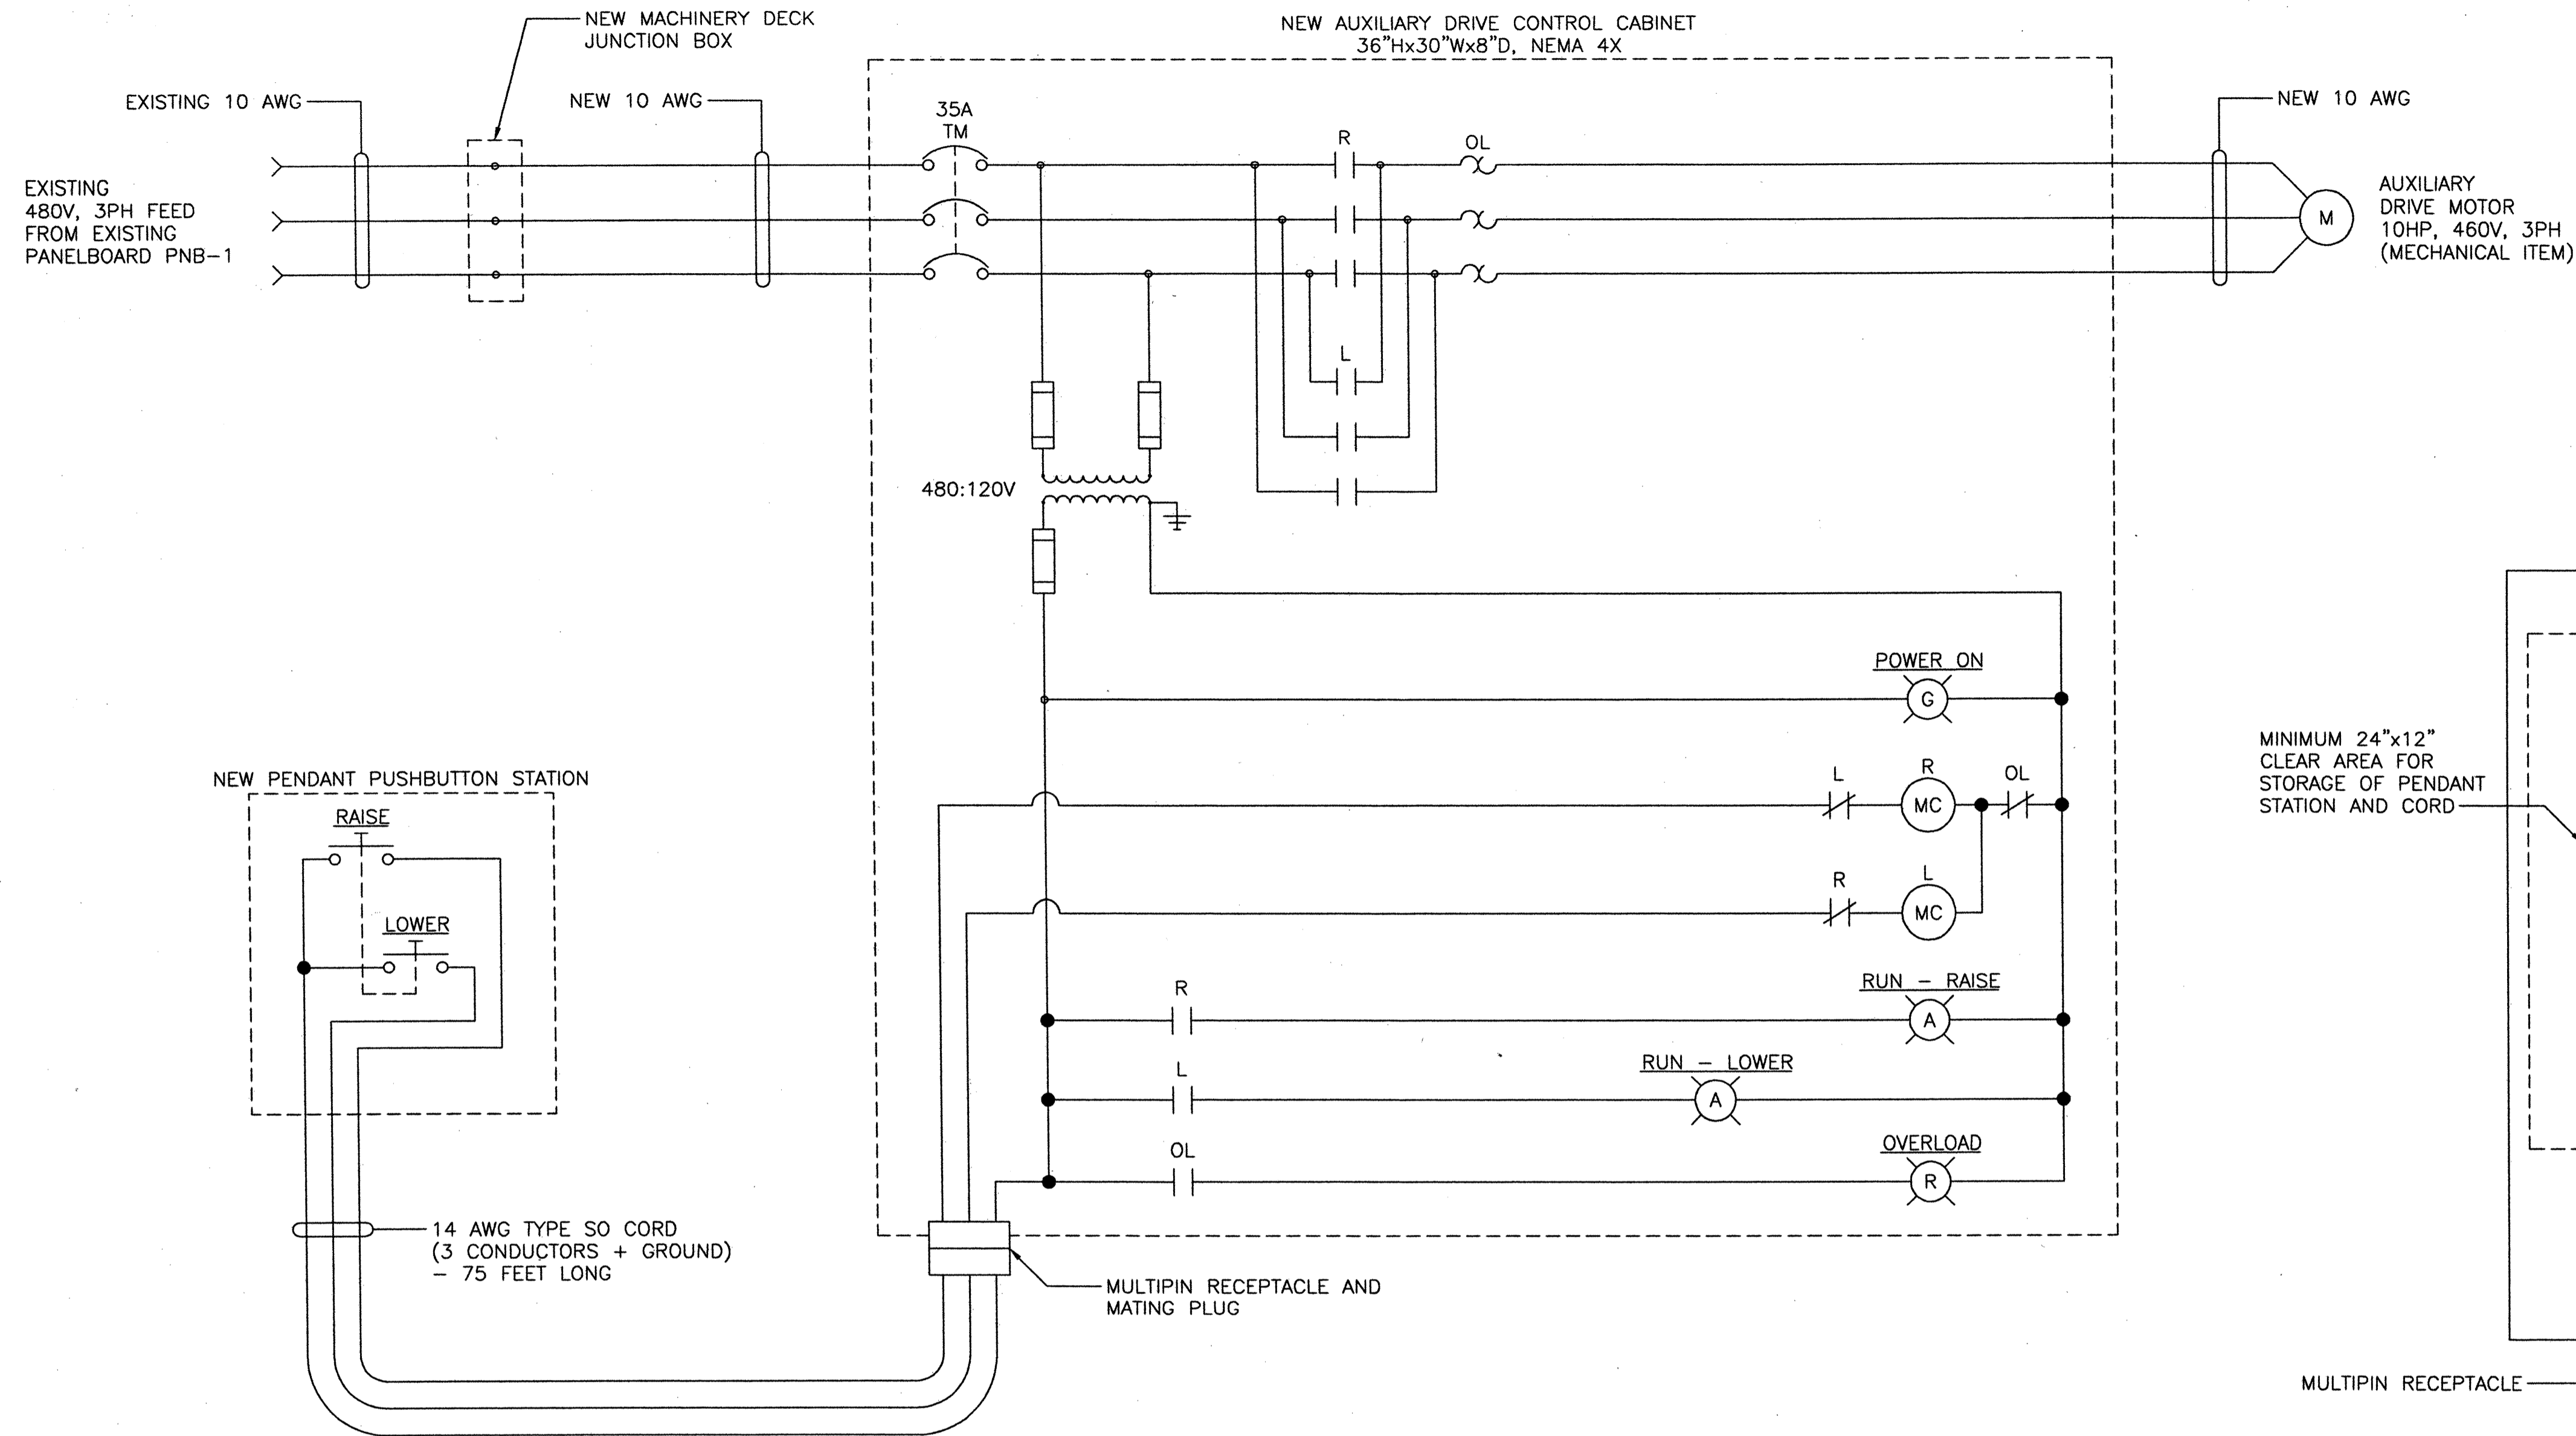 NEW MACHINERY DECK
JUNCTION BOX
NEW AUXILIARY DRIVE CONTROL CABINET
36"Hx30"Wx8"D, NEMA 4X
EXISTING 10 AWG
NEW 10 AWG
35A
TM
R
OL
NEW 10 AWG
EXISTING
480V, 3PH FEED
FROM EXISTING
PANELBOARD PNB-1
M
AUXILIARY
DRIVE MOTOR
10HP, 460V, 3PH
(MECHANICAL ITEM)
L
480:120V
POWER ON
G
NEW PENDANT PUSHBUTTON STATION
RAISE
LOWER
L
R
MC
OL
R
L
MC
MINIMUM 24"x12"
CLEAR AREA FOR
STORAGE OF PENDANT
STATION AND CORD
R
RUN - RAISE
A
L
RUN - LOWER
A
OL
OVERLOAD
R
14 AWG TYPE SO CORD
(3 CONDUCTORS + GROUND)
- 75 FEET LONG
MULTIPIN RECEPTACLE AND
MATING PLUG
MULTIPIN RECEPTACLE